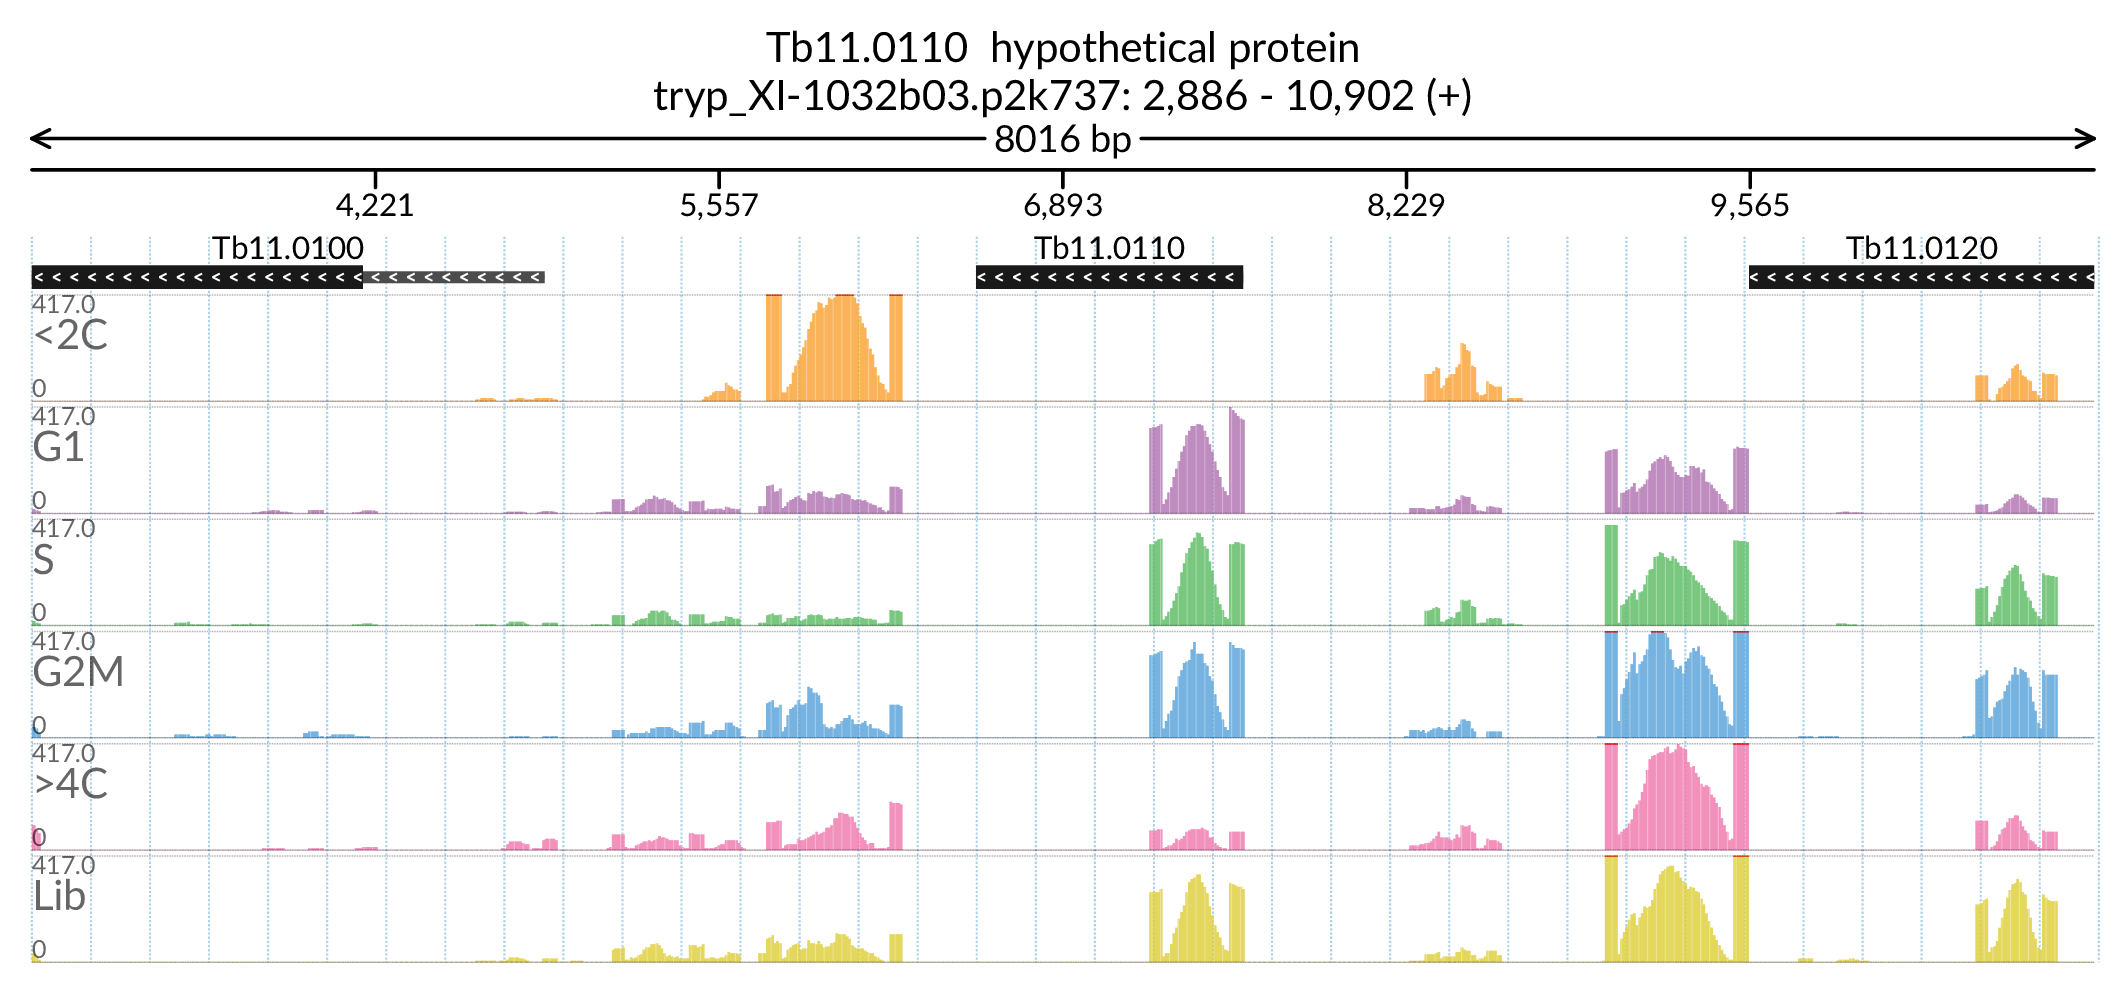 Tb11.0110 hypothetical protein
tryp_XI-1032b03.p2k737: 2,886 - 10,902 (+)
8016 bp
4,221 5,557 6,893 8,229 9,565
Tb11.0100 Tb11.0110 Tb11.0120
417.0
<2C
0
417.0
G1
0
417.0
S
0
417.0
G2M
0
417.0
>4C
0
417.0
Lib
0